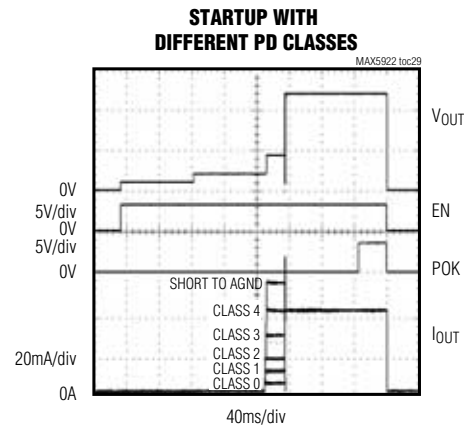 STARTUP WITH
DIFFERENT PD CLASSES
MAX5922 toc29
VOUT
0V
5V/div
EN
0V
5V/div
0V
POK
SHORT TO AGND
CLASS 4
CLASS 3
IOUT
CLASS 2
20mA/div
CLASS 1
CLASS 0
0A
40ms/div